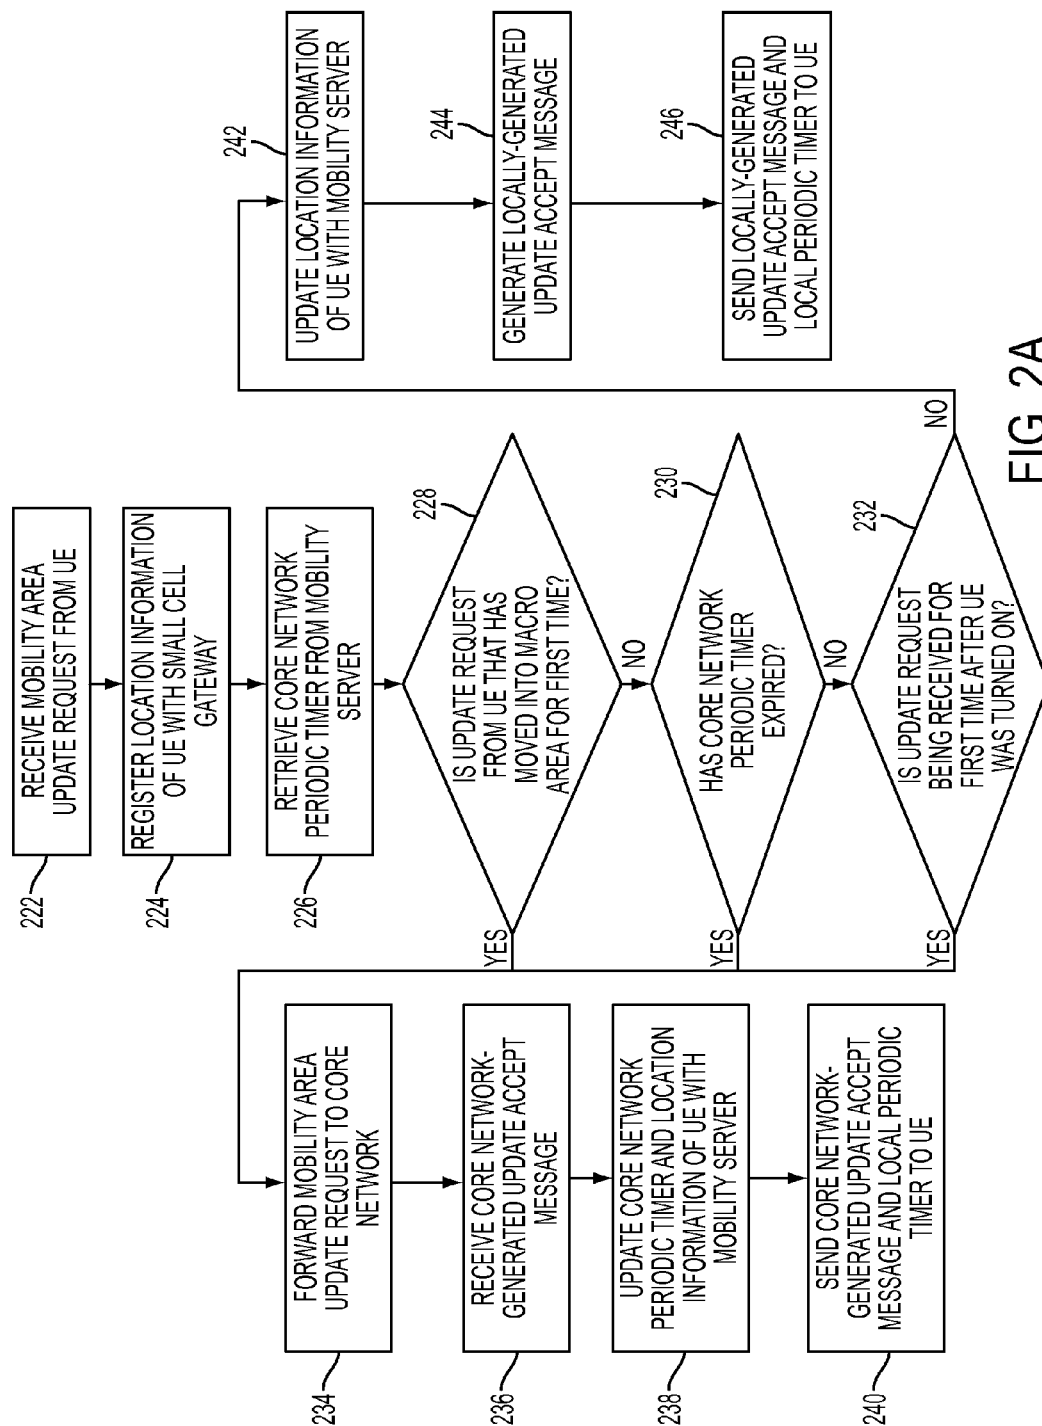 222
RECEIVE MOBILITY AREA
UPDATE REQUEST FROM UE
224
REGISTER LOCATION INFORMATION
OF UE WITH SMALL CELL
GATEWAY
226
RETRIEVE CORE NETWORK
PERIODIC TIMER FROM MOBILITY
SERVER
228
IS UPDATE REQUEST
FROM UE THAT HAS
MOVED INTO MACRO
AREA FOR FIRST TIME?
YES
NO
230
HAS CORE NETWORK
PERIODIC TIMER
EXPIRED?
YES
NO
232
IS UPDATE REQUEST
BEING RECEIVED FOR
FIRST TIME AFTER UE
WAS TURNED ON?
YES
NO
234
FORWARD MOBILITY AREA
UPDATE REQUEST TO CORE
NETWORK
236
RECEIVE CORE NETWORK-
GENERATED UPDATE ACCEPT
MESSAGE
238
UPDATE CORE NETWORK
PERIODIC TIMER AND LOCATION
INFORMATION OF UE WITH
MOBILITY SERVER
240
SEND CORE NETWORK-
GENERATED UPDATE ACCEPT
MESSAGE AND LOCAL PERIODIC
TIMER TO UE
242
UPDATE LOCATION INFORMATION
OF UE WITH MOBILITY SERVER
244
GENERATE LOCALLY-GENERATED
UPDATE ACCEPT MESSAGE
246
SEND LOCALLY-GENERATED
UPDATE ACCEPT MESSAGE AND
LOCAL PERIODIC TIMER TO UE
FIG. 2A